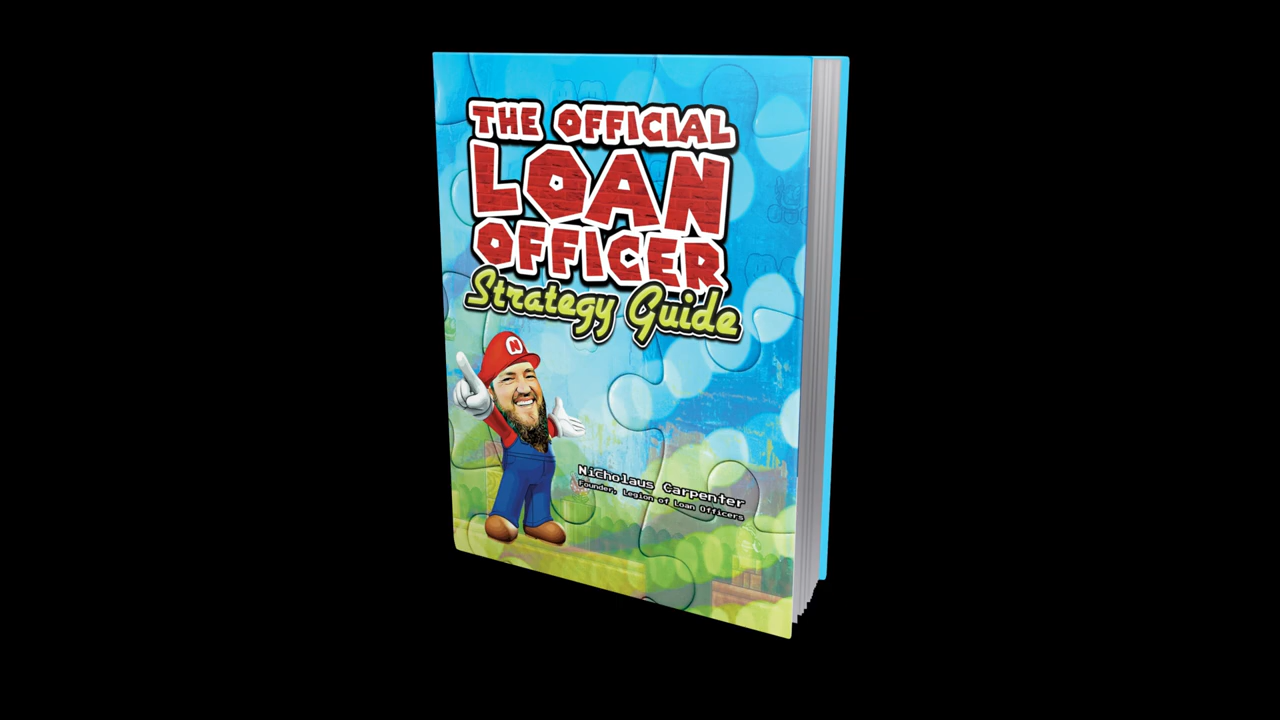 THE OFFICIAL
LOAN
OFFICER
Strategy Guide
N
Nicholaus Carpenter
Founder, Legion of Loan Officers